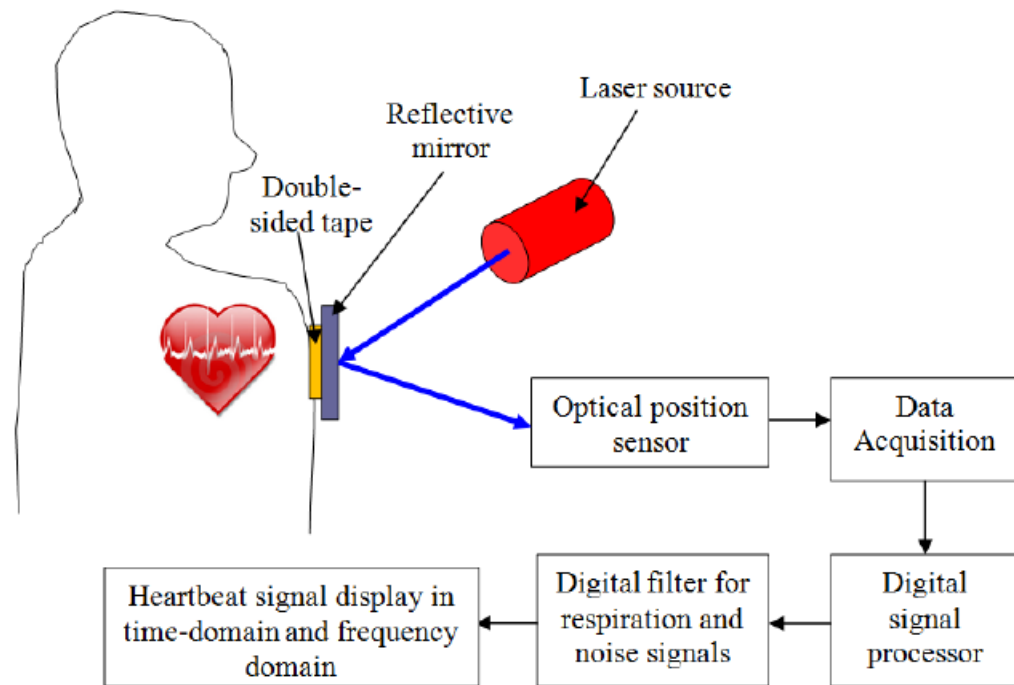 Laser source
Reflective
mirror
Double-
sided tape
Optical position
sensor
Data
Acquisition
Digital
signal
processor
Digital filter for
respiration and
noise signals
Heartbeat signal display in
time-domain and frequency
domain